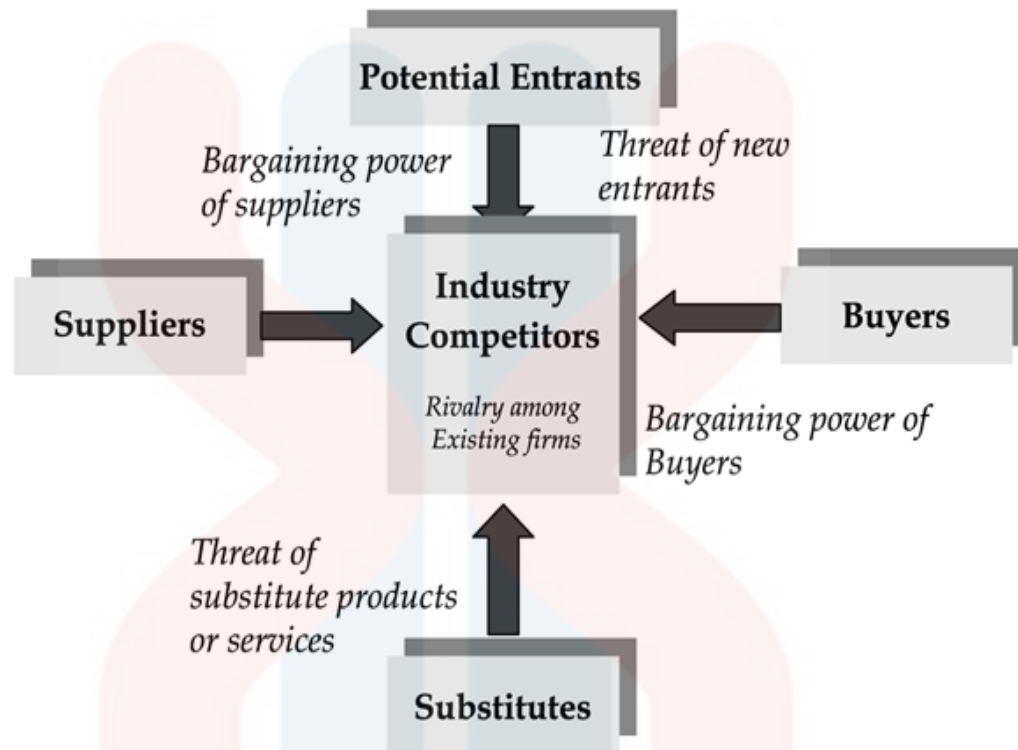 Potential Entrants
Bargaining power
of suppliers
Threat of new
entrants
Suppliers
Industry
Competitors
Rivalry among
Existing firms
Buyers
Bargaining power of
Buyers
Threat of
substitute products
or services
Substitutes